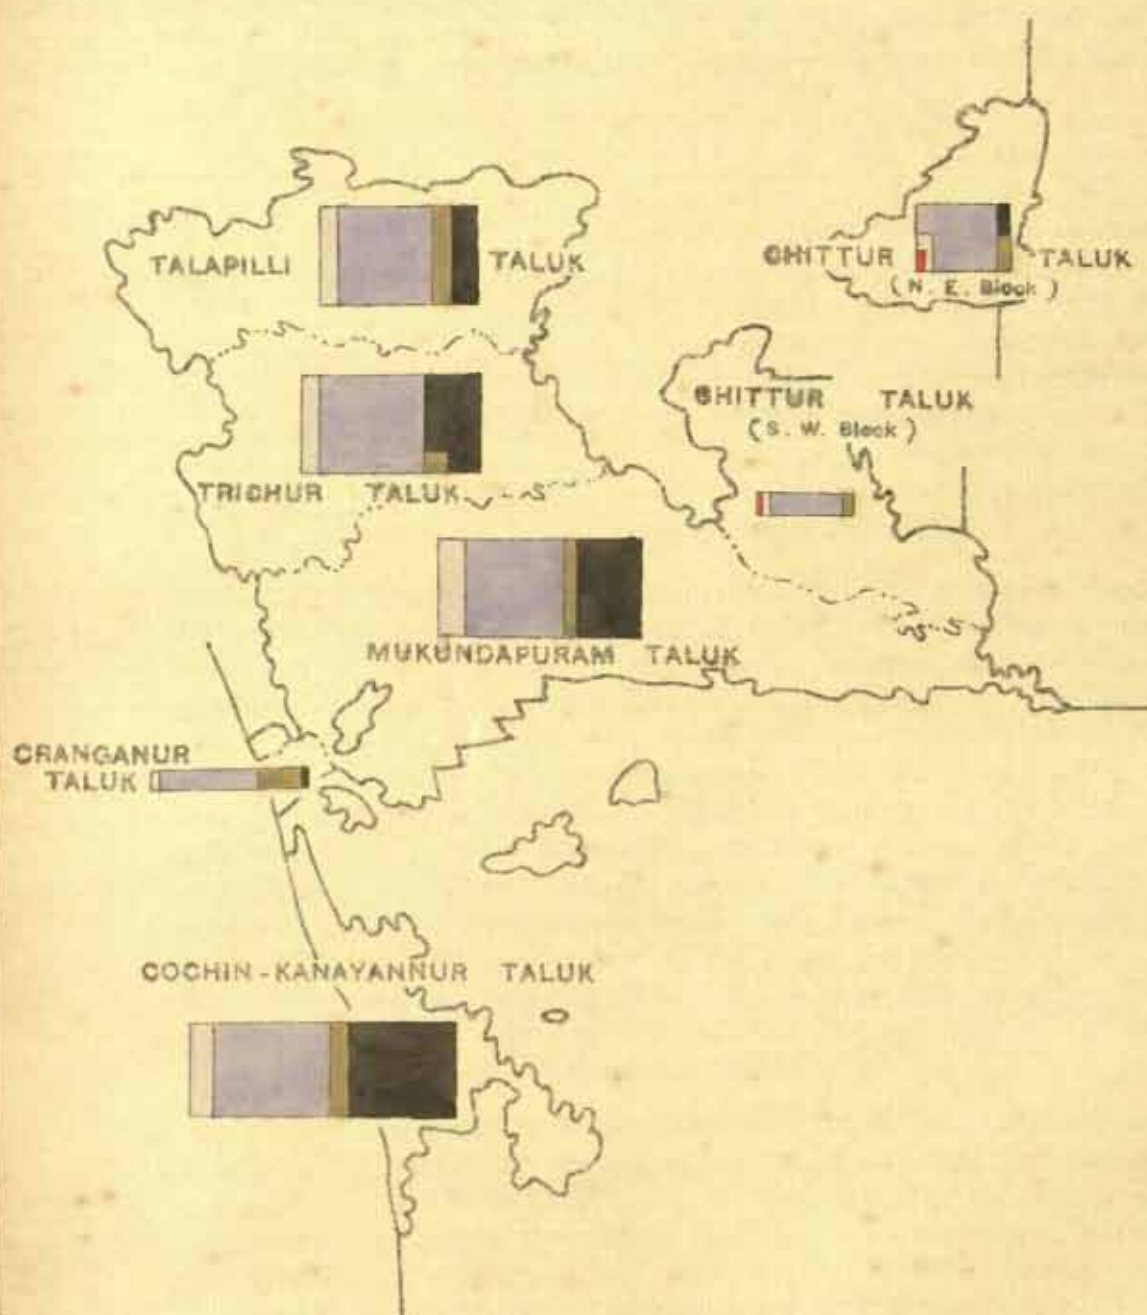 TALAPILLI TALUK
CHITTUR TALUK
(N. E. Block)
CHITTUR TALUK
(S. W. Block)
TRICHUR TALUK
MUKUNDAPURAM TALUK
CRANGANUR
TALUK
COCHIN-KANAYANNUR TALUK